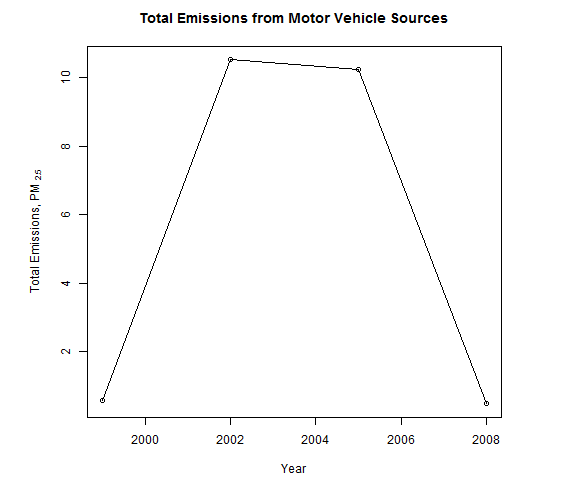 Total Emissions from Motor Vehicle Sources
Total Emissions, PM 2.5
10
8
6
4
2
2000 2002 2004 2006 2008
Year